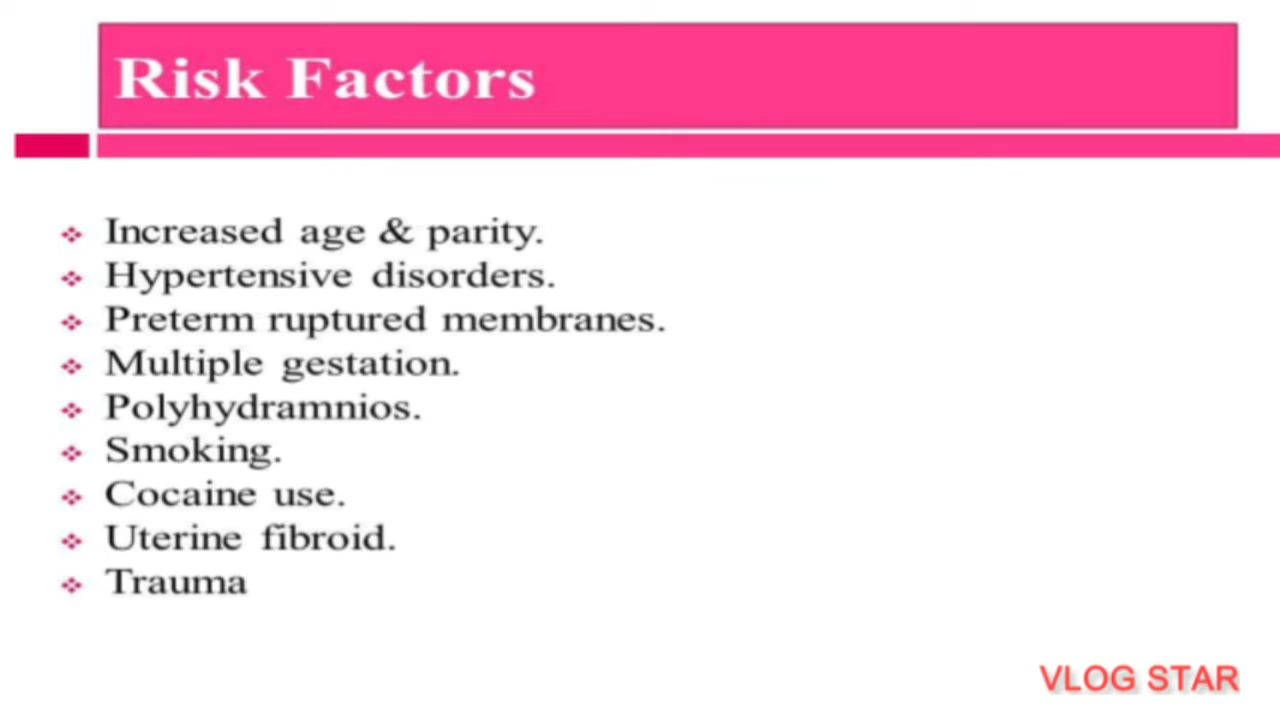 Risk Factors
Increased age & parity.
Hypertensive disorders.
Preterm ruptured membranes.
Multiple gestation.
Polyhydramnios.
Smoking.
Cocaine use.
Uterine fibroid.
Trauma
VLOG STAR